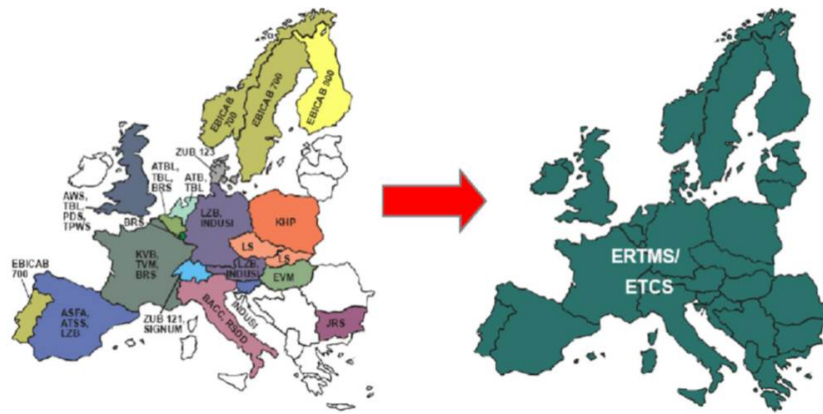 EBICAB
700
EBICAB 700
EBICAB 900
ZUB 123
ATBL,
TBL,
BRS
ATB,
TBL
AWS,
TBL,
PDS,
TPWS
BRS
LZB,
INDUSI
KHP
LS
LS
KVB,
TVM,
BRS
LZB,
INDUSI
EVM
EBICAB
700
ASFA,
ATSS,
LZB
ZUB 121,
SIGNUM
BACC, RSDD
INDUSI
JRS
ERTMS/
ETCS